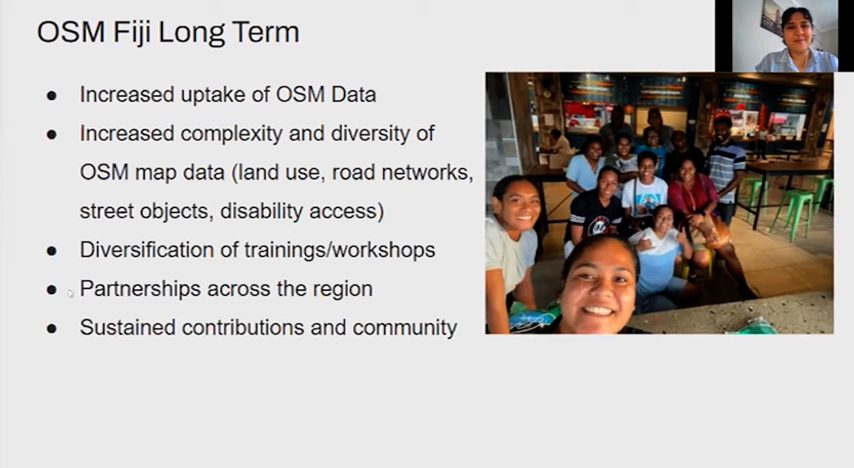 OSM Fiji Long Term
● Increased uptake of OSM Data
● Increased complexity and diversity of
OSM map data (land use, road networks,
street objects, disability access)
● Diversification of trainings/workshops
● Partnerships across the region
● Sustained contributions and community